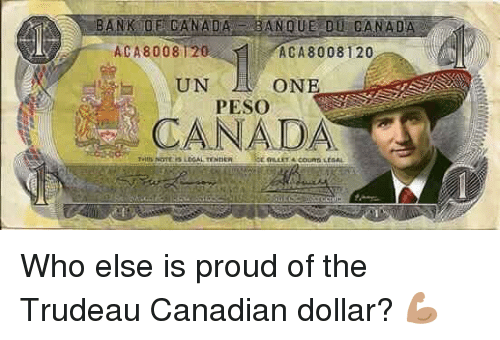 BANK OF CANADA - BANQUE DU CANADA
ACA8008120 ACA8008120
1
UN 1 ONE
PESO
CANADA
THIS NOTE IS LEGAL TENDER CE BILLET A COURS LEGAL
1 1
Who else is proud of the
Trudeau Canadian dollar? 💪🏽